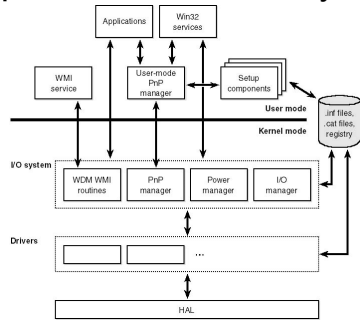 Applications
Win32
services
WMI
service
User-mode
PnP
manager
Setup
components
User mode
Kernel mode
.inf files,
.cat files,
registry
I/O system
WDM WMI
routines
PnP
manager
Power
manager
I/O
manager
Drivers
...
HAL